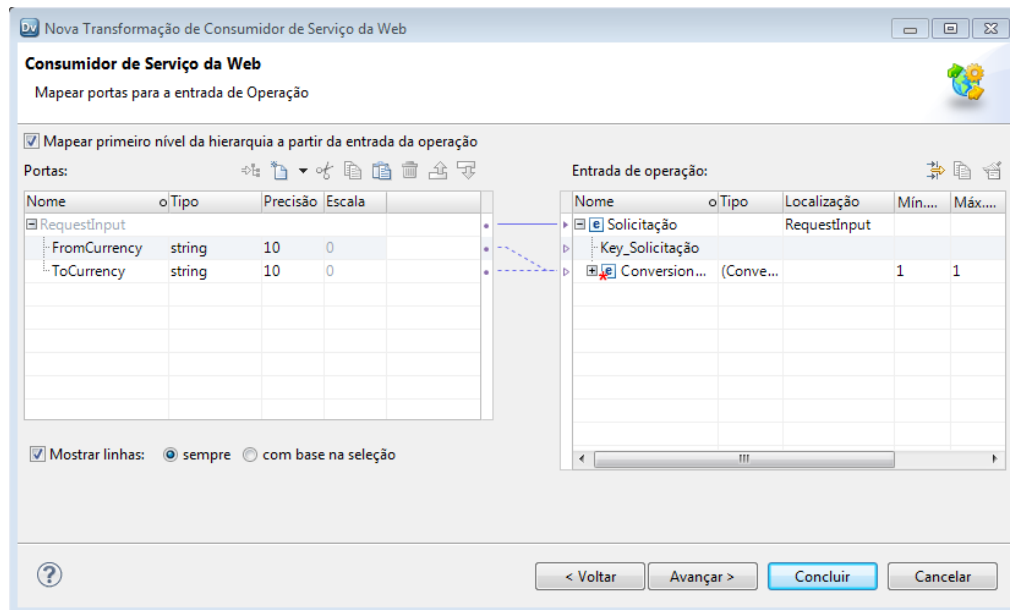 Dv Nova Transformação de Consumidor de Serviço da Web
Consumidor de Serviço da Web
Mapear portas para a entrada de Operação
Mapear primeiro nível da hierarquia a partir da entrada da operação
Portas:
Nome Tipo Precisão Escala
RequestInput
FromCurrency string 10 0
ToCurrency string 10 0
Entrada de operação:
Nome Tipo Localização Mín.... Máx....
e Solicitação RequestInput
Key_Solicitação
e Conversion... (Conve... 1 1
Mostrar linhas: sempre com base na seleção
? < Voltar Avançar > Concluir Cancelar